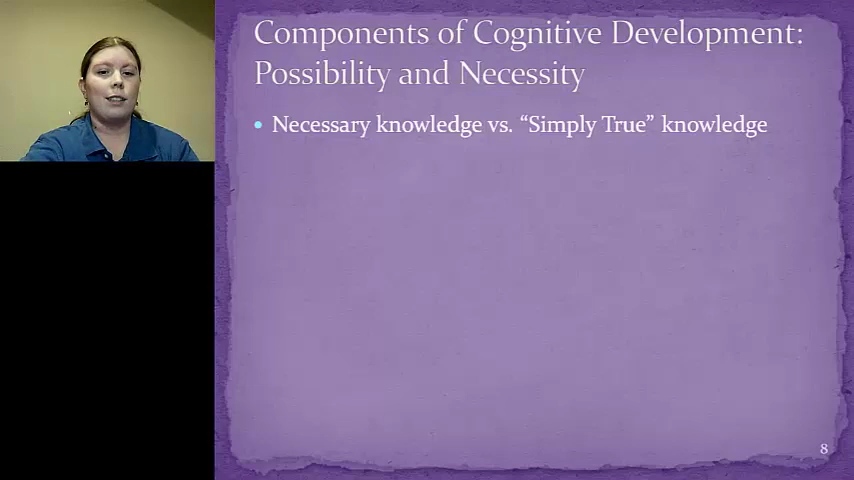 Components of Cognitive Development:
Possibility and Necessity
• Necessary knowledge vs. “Simply True” knowledge
8